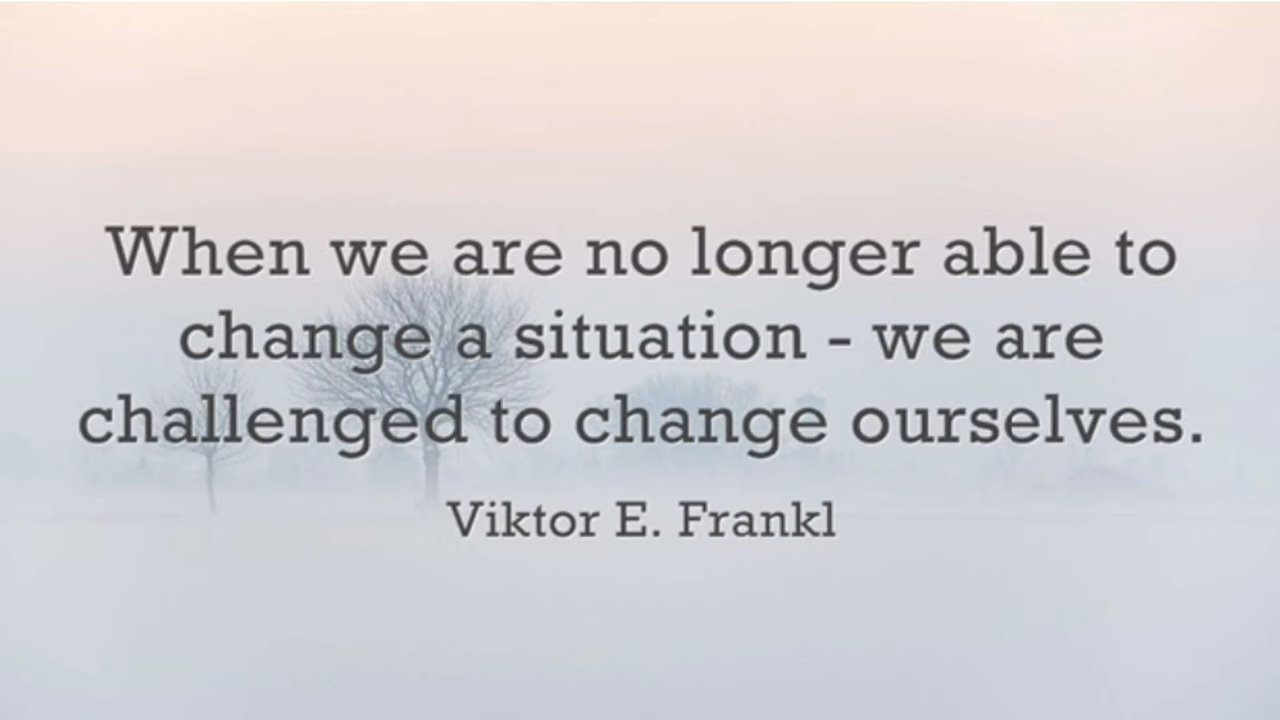 When we are no longer able to
change a situation - we are
challenged to change ourselves.
Viktor E. Frankl